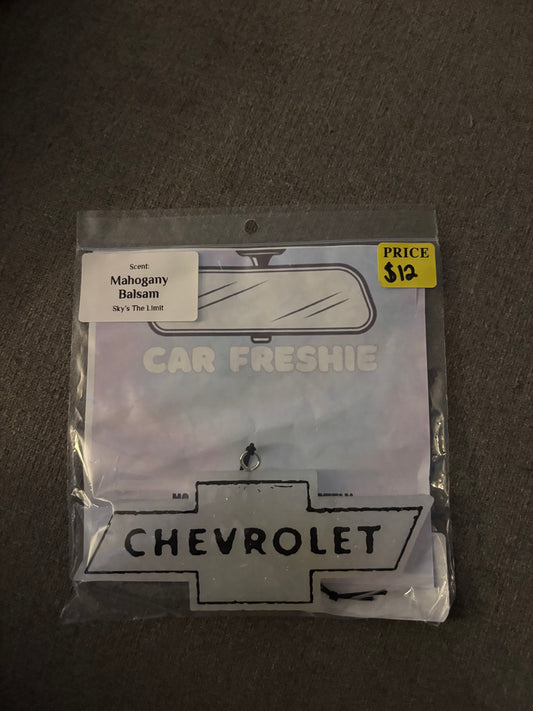 Scent:
Mahogany
Balsam
Sky's The Limit
PRICE
$12
CAR FRESHIE
CHEVROLET